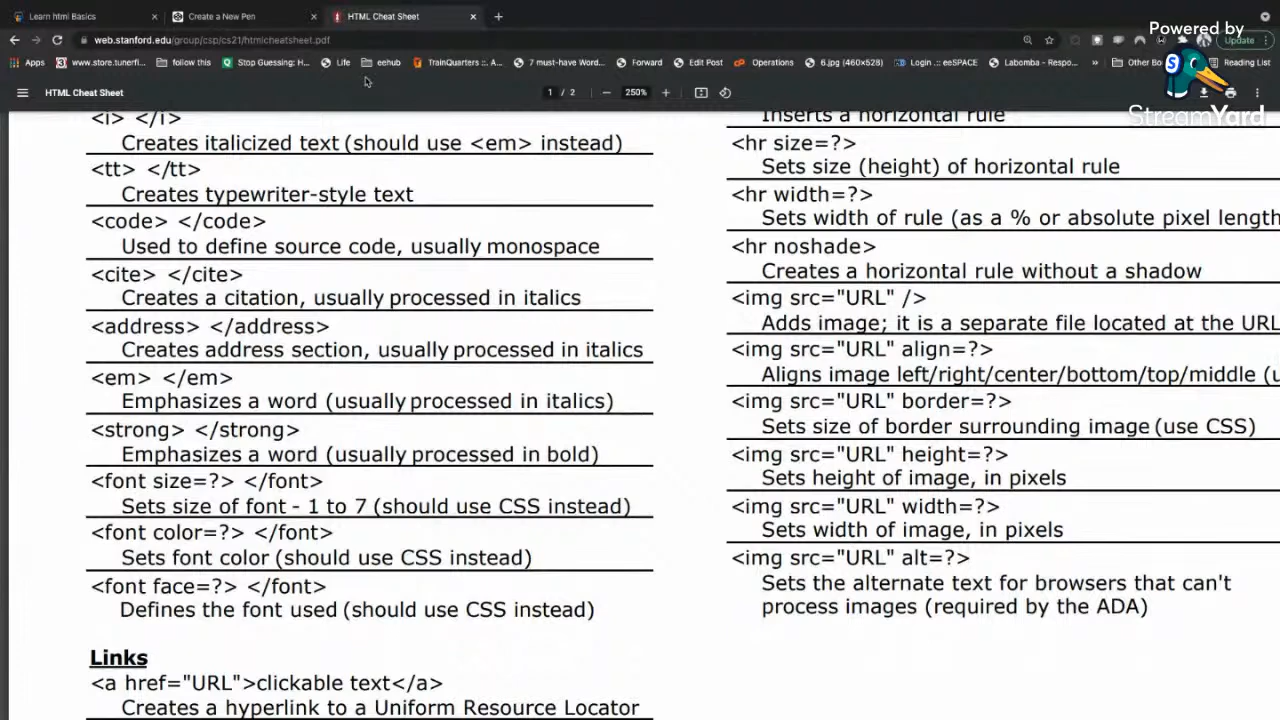 Learn html Basics
Create a New Pen
HTML Cheat Sheet
web.stanford.edu/group/csp/cs21/htmlcheatsheet.pdf
Update
Apps
www.store.tunerfi...
follow this
Stop Guessing: H...
Life
eehub
TrainQuarters ::. A...
7 must-have Word...
Forward
Edit Post
Operations
6.jpg (460×528)
Login .:: eeSPACE
Labomba - Respo...
»
Other Bo
Reading List
Powered by
S
StreamYard
HTML Cheat Sheet
1 / 2
250%
<i> </i>
Creates italicized text (should use <em> instead)
<tt> </tt>
Creates typewriter-style text
<code> </code>
Used to define source code, usually monospace
<cite> </cite>
Creates a citation, usually processed in italics
<address> </address>
Creates address section, usually processed in italics
<em> </em>
Emphasizes a word (usually processed in italics)
<strong> </strong>
Emphasizes a word (usually processed in bold)
<font size=?> </font>
Sets size of font - 1 to 7 (should use CSS instead)
<font color=?> </font>
Sets font color (should use CSS instead)
<font face=?> </font>
Defines the font used (should use CSS instead)
Links
<a href="URL">clickable text</a>
Creates a hyperlink to a Uniform Resource Locator
Inserts a horizontal rule
<hr size=?>
Sets size (height) of horizontal rule
<hr width=?>
Sets width of rule (as a % or absolute pixel length
<hr noshade>
Creates a horizontal rule without a shadow
<img src="URL" />
Adds image; it is a separate file located at the URL
<img src="URL" align=?>
Aligns image left/right/center/bottom/top/middle (u
<img src="URL" border=?>
Sets size of border surrounding image (use CSS)
<img src="URL" height=?>
Sets height of image, in pixels
<img src="URL" width=?>
Sets width of image, in pixels
<img src="URL" alt=?>
Sets the alternate text for browsers that can't
process images (required by the ADA)